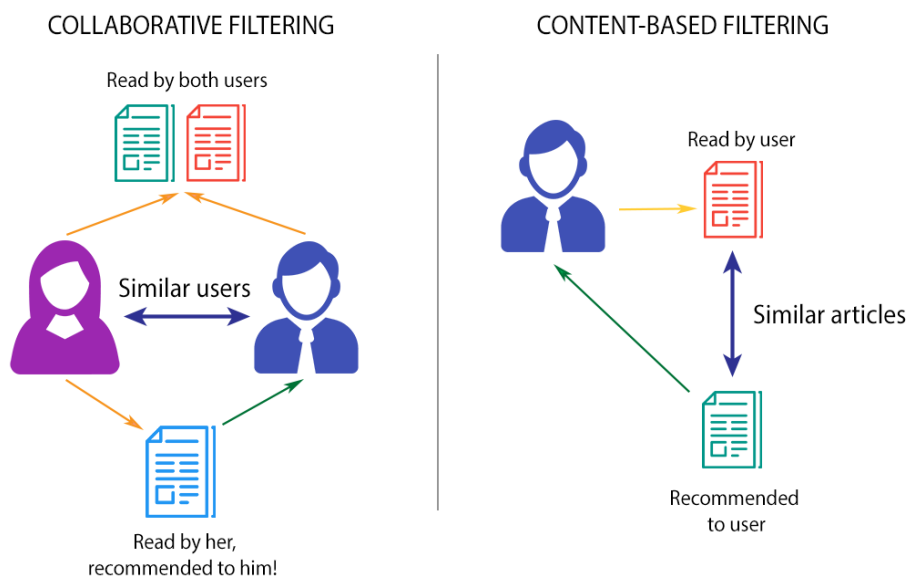 COLLABORATIVE FILTERING
Read by both users
Similar users
Read by her,
recommended to him!
CONTENT-BASED FILTERING
Read by user
Similar articles
Recommended
to user